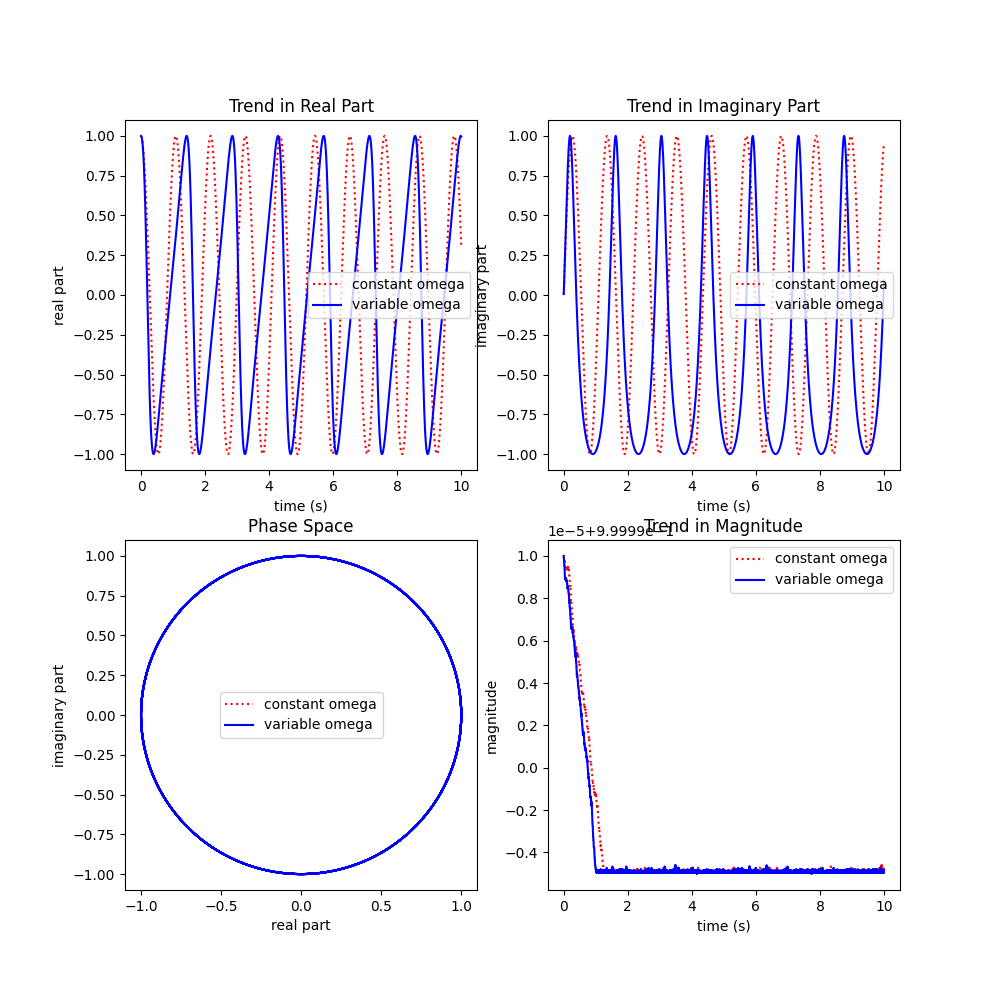 Trend in Real Part
1.00
0.75
0.50
0.25
0.00
−0.25
−0.50
−0.75
−1.00
real part
constant omega
variable omega
0 2 4 6 8 10
time (s)
Trend in Imaginary Part
1.00
0.75
0.50
0.25
0.00
−0.25
−0.50
−0.75
−1.00
imaginary part
constant omega
variable omega
0 2 4 6 8 10
time (s)
Phase Space
1.00
0.75
0.50
0.25
0.00
−0.25
−0.50
−0.75
−1.00
imaginary part
constant omega
variable omega
−1.0 −0.5 0.0 0.5 1.0
real part
1e−5+9.9999e−1
Trend in Magnitude
1.0
0.8
0.6
0.4
0.2
0.0
−0.2
−0.4
magnitude
constant omega
variable omega
0 2 4 6 8 10
time (s)